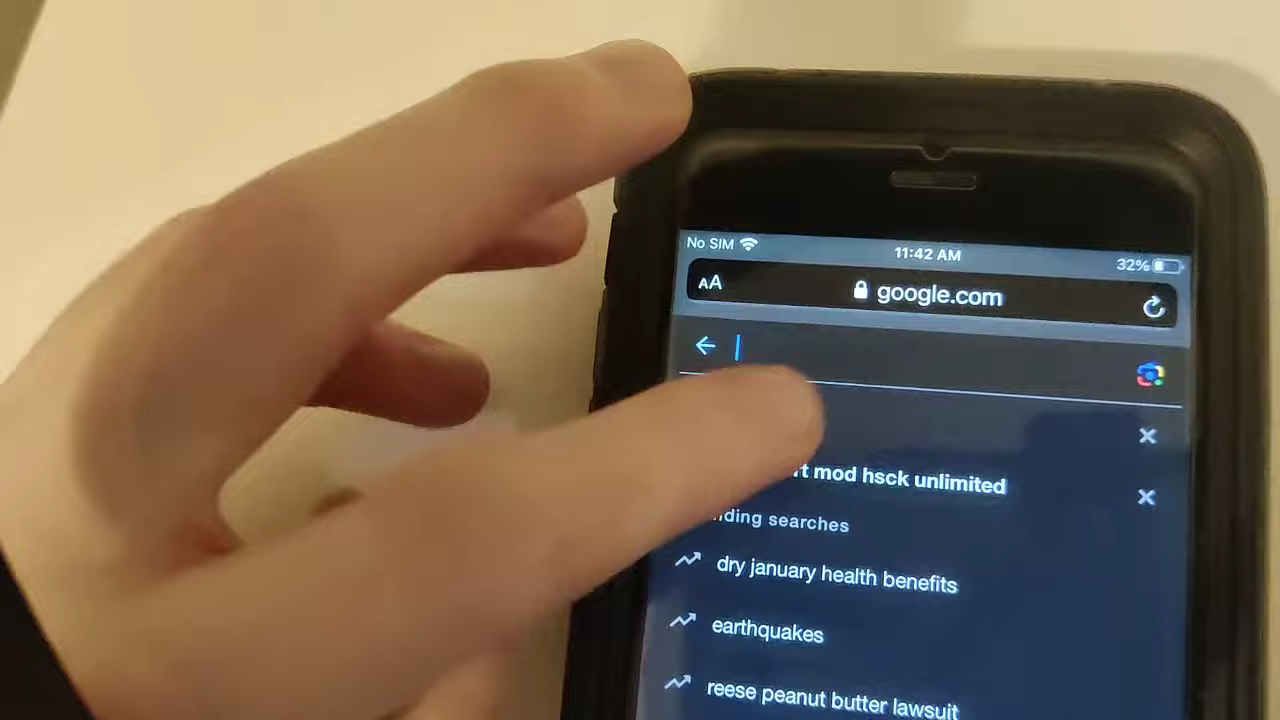 No SIM
11:42 AM
32%
AA
google.com
mod hsck unlimited
searches
dry january health benefits
earthquakes
reese peanut butter lawsuit